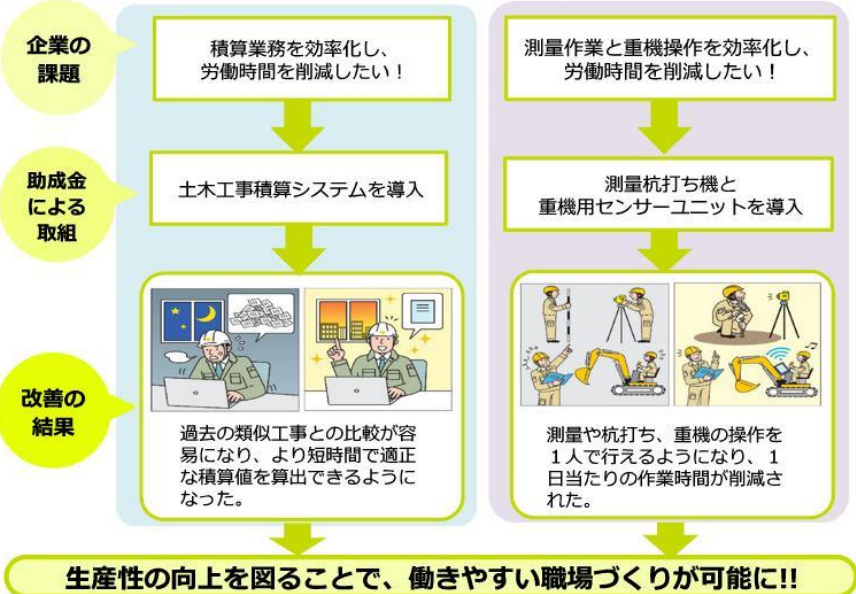 企業の
課題
積算業務を効率化し、
労働時間を削減したい！
測量作業と重機操作を効率化し、
労働時間を削減したい！
助成金
による
取組
土木工事積算システムを導入
測量杭打ち機と
重機用センサーユニットを導入
改善の
結果
過去の類似工事との比較が容
易になり、より短時間で適正
な積算値を算出できるように
なった。
測量や杭打ち、重機の操作を
１人で行えるようになり、１
日当たりの作業時間が削減さ
れた。
生産性の向上を図ることで、働きやすい職場づくりが可能に!!